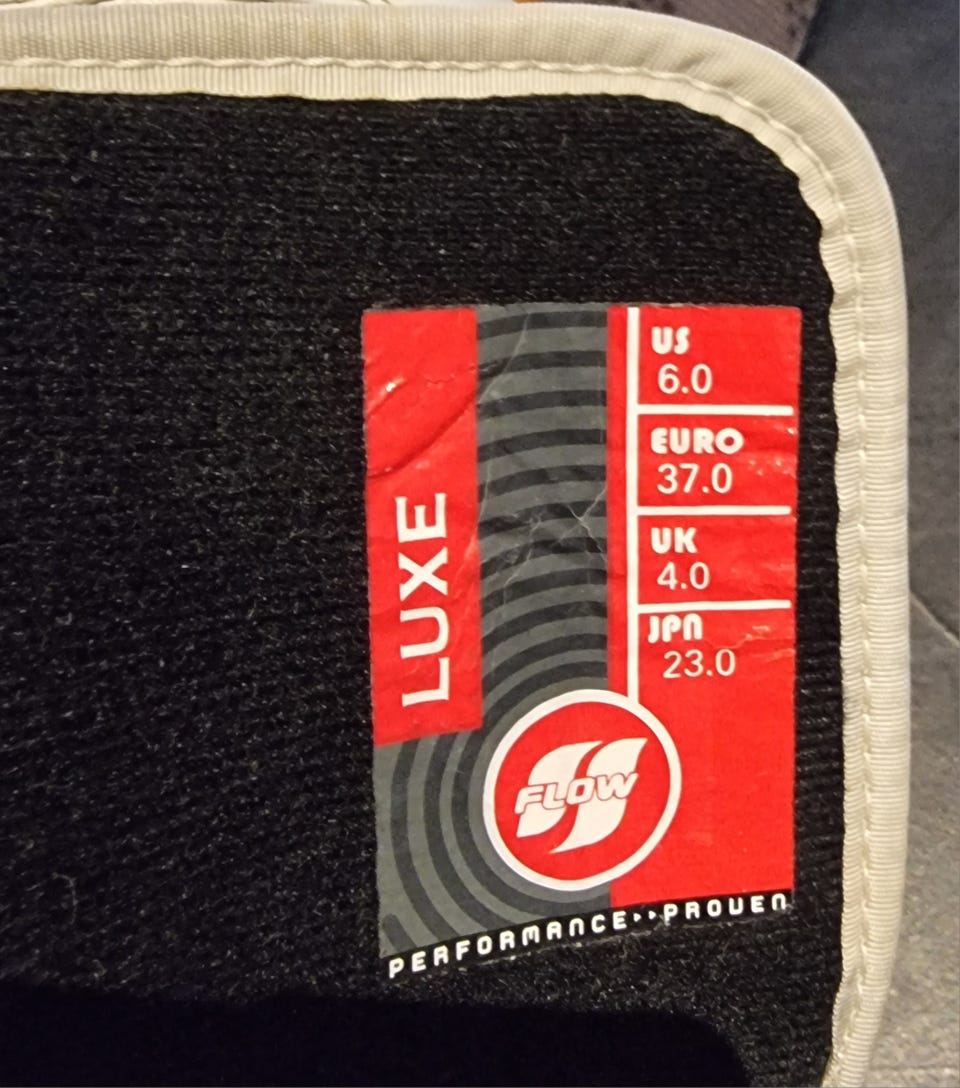 LUXE
US
6.0
EURO
37.0
UK
4.0
JPN
23.0
FLOW
PERFORMANCE··PROVEN